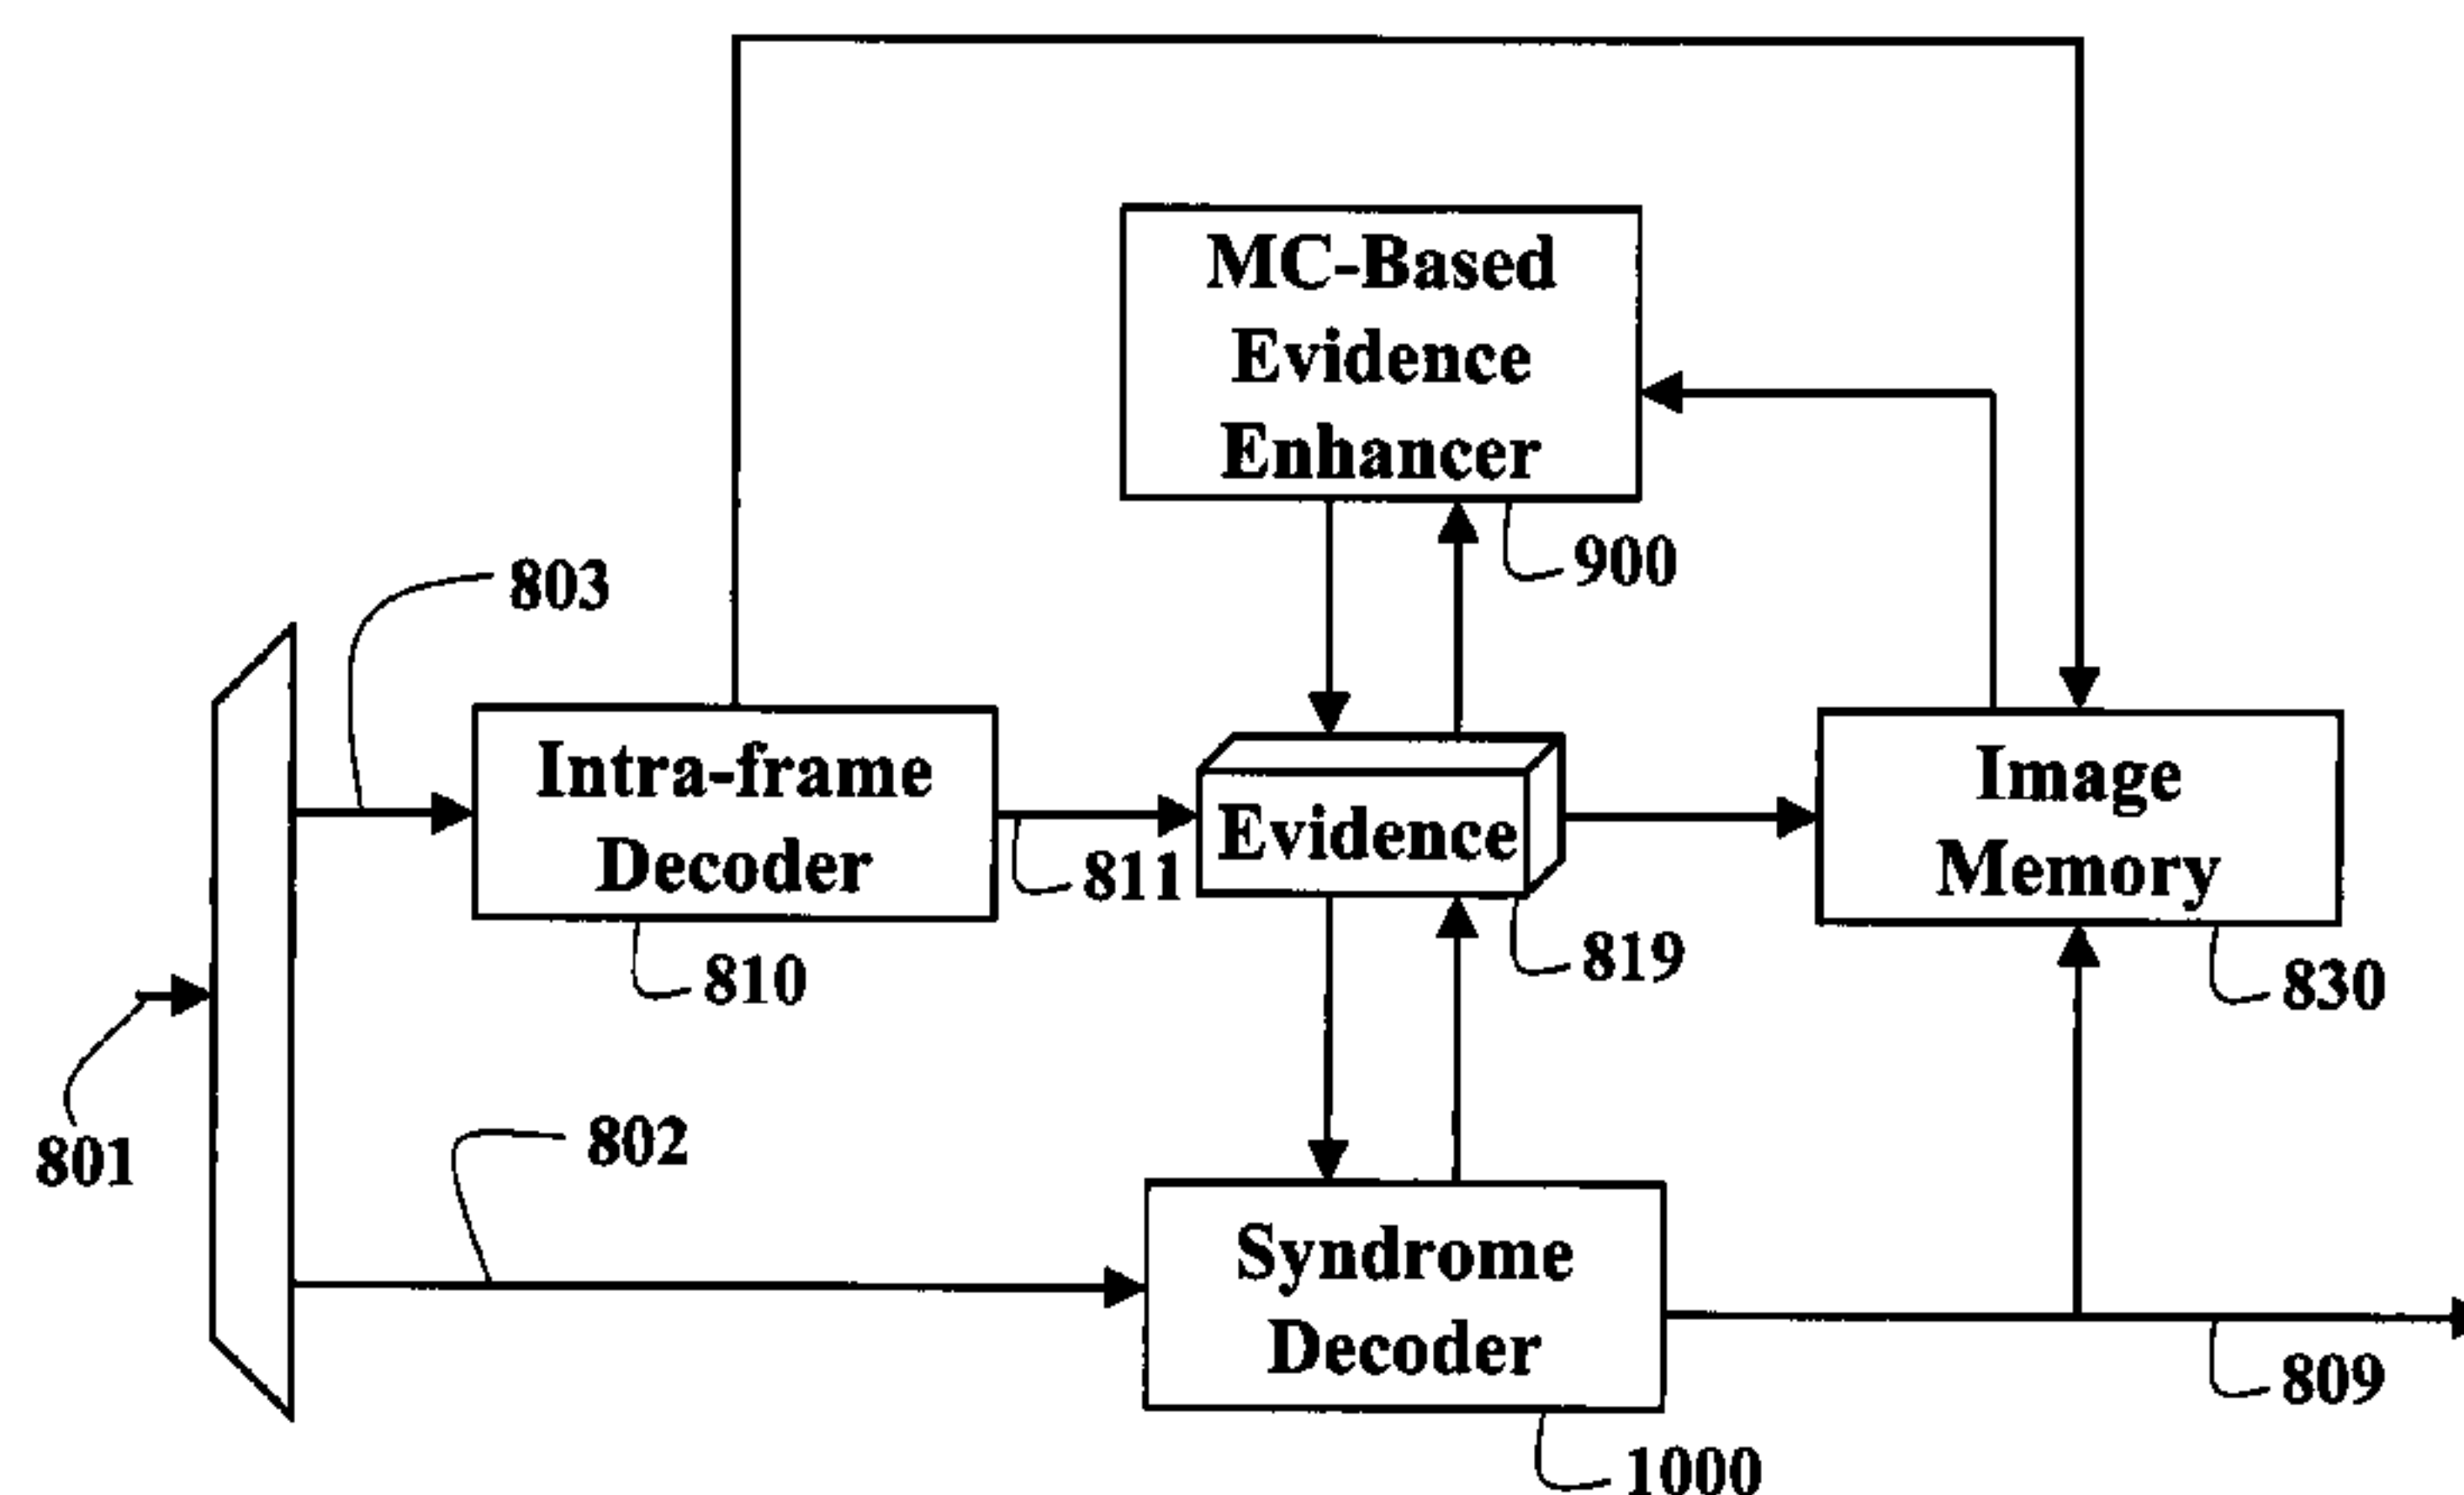 MC-Based
Evidence
Enhancer
900
803
Intra-frame
Decoder
811
810
Evidence
819
Image
Memory
830
801
802
Syndrome
Decoder
1000
809